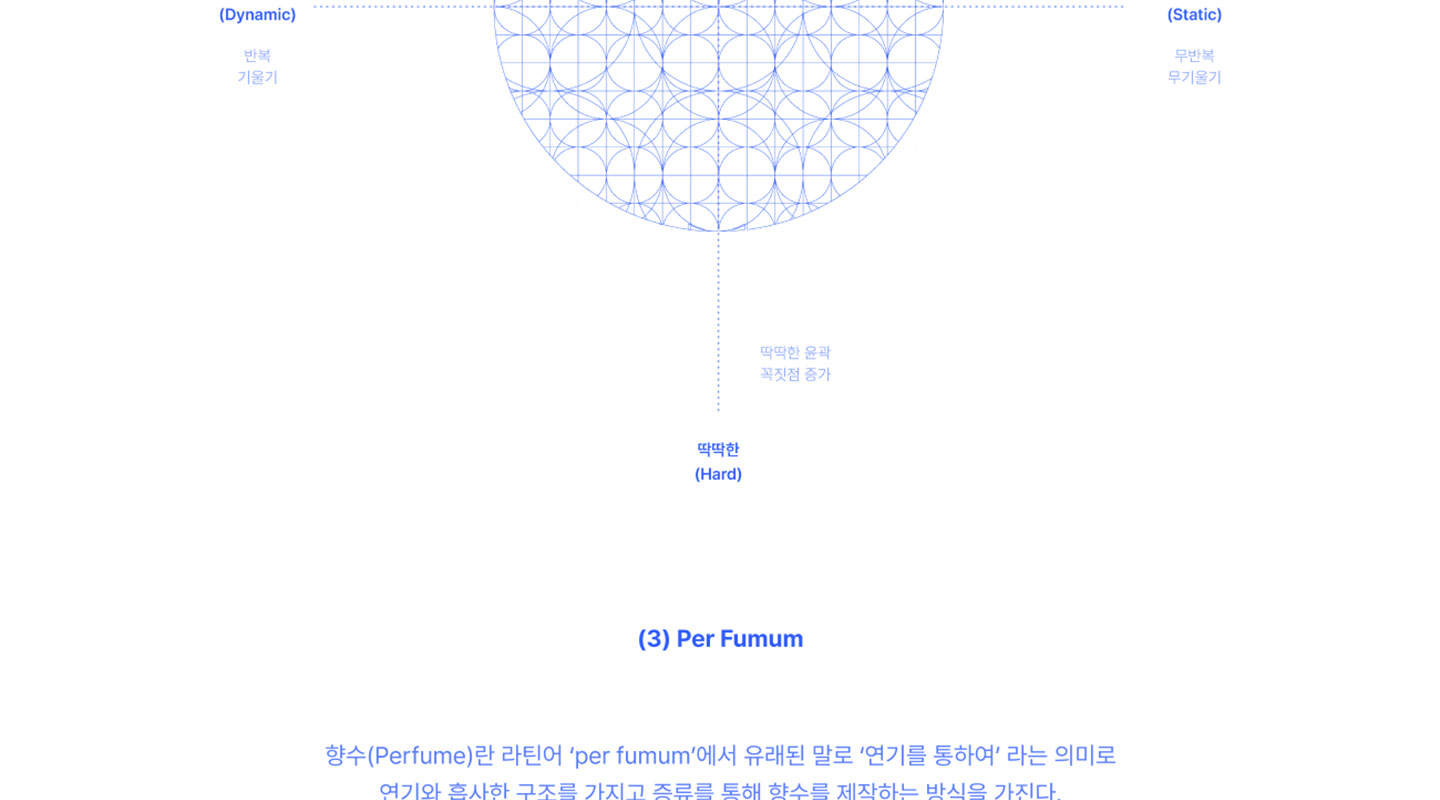 (Dynamic)
(Static)
반복
기울기
무반복
무기울기
딱딱한 윤곽
꼭짓점 증가
딱딱한
(Hard)
(3) Per Fumum
향수(Perfume)란 라틴어 ‘per fumum’에서 유래된 말로 ‘연기를 통하여’ 라는 의미로
연기와 흡사한 구조를 가지고 증류를 통해 향수를 제작하는 방식을 가진다.